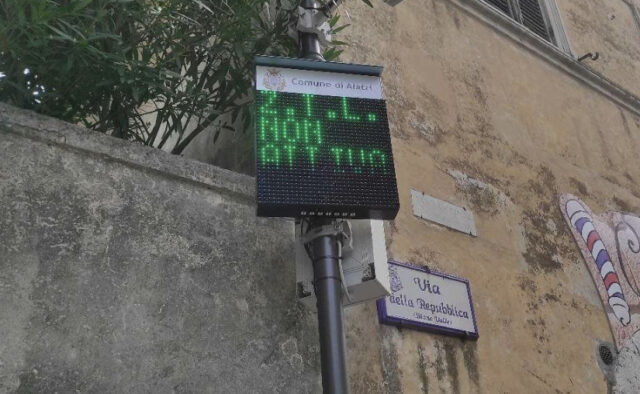 Comune di Alatri
Z.T.L.
NON
ATTIVA
Via
della Repubblica